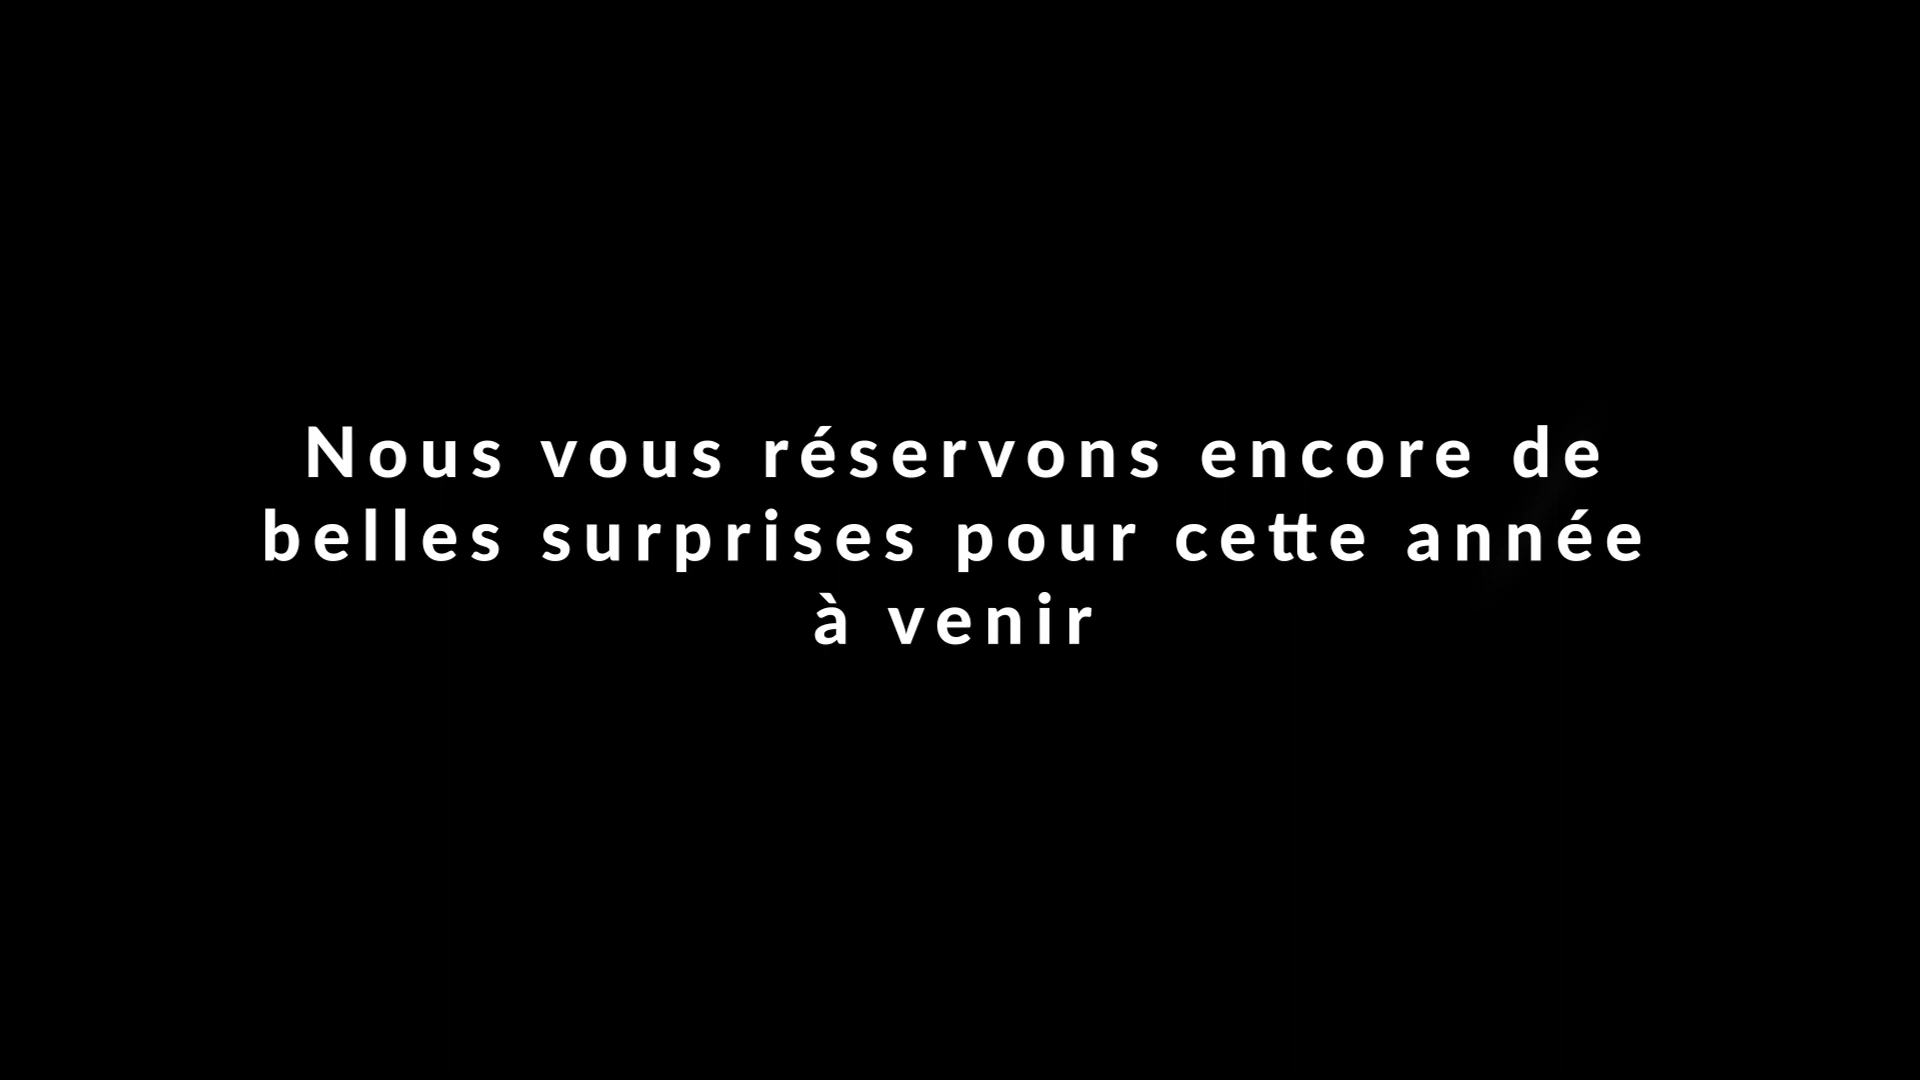 Nous vous réservons encore de
belles surprises pour cette année
à venir